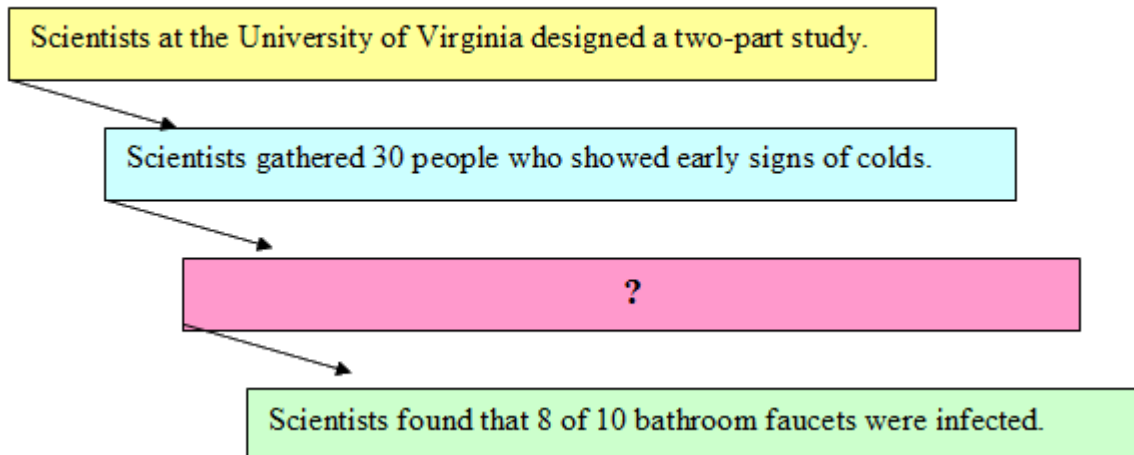 Scientists at the University of Virginia designed a two-part study.
Scientists gathered 30 people who showed early signs of colds.
?
Scientists found that 8 of 10 bathroom faucets were infected.